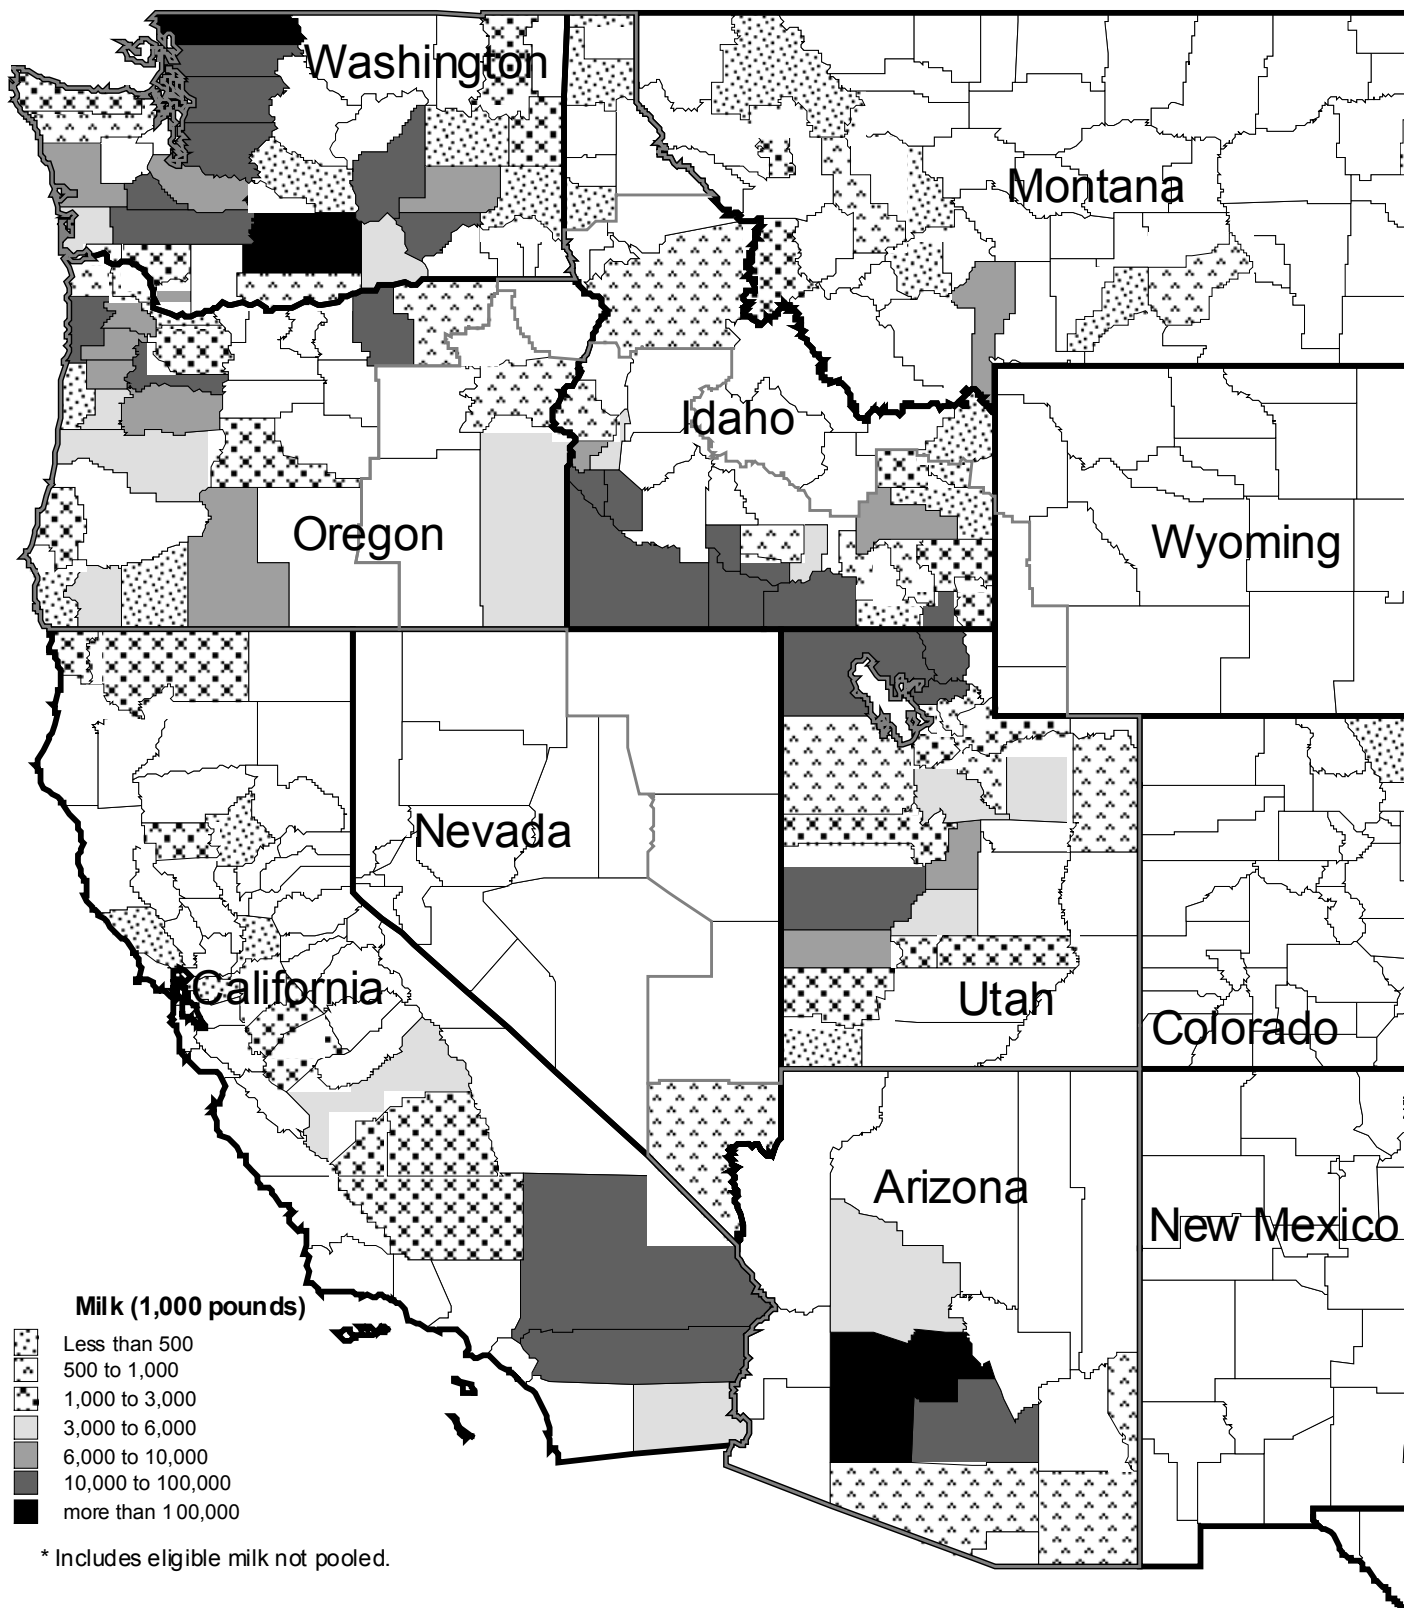 Washington
Montana
Idaho
Oregon
Wyoming
Nevada
California
Utah
Colorado
Arizona
New Mexico
Milk (1,000 pounds)
Less than 500
500 to 1,000
1,000 to 3,000
3,000 to 6,000
6,000 to 10,000
10,000 to 100,000
more than 100,000
* Includes eligible milk not pooled.